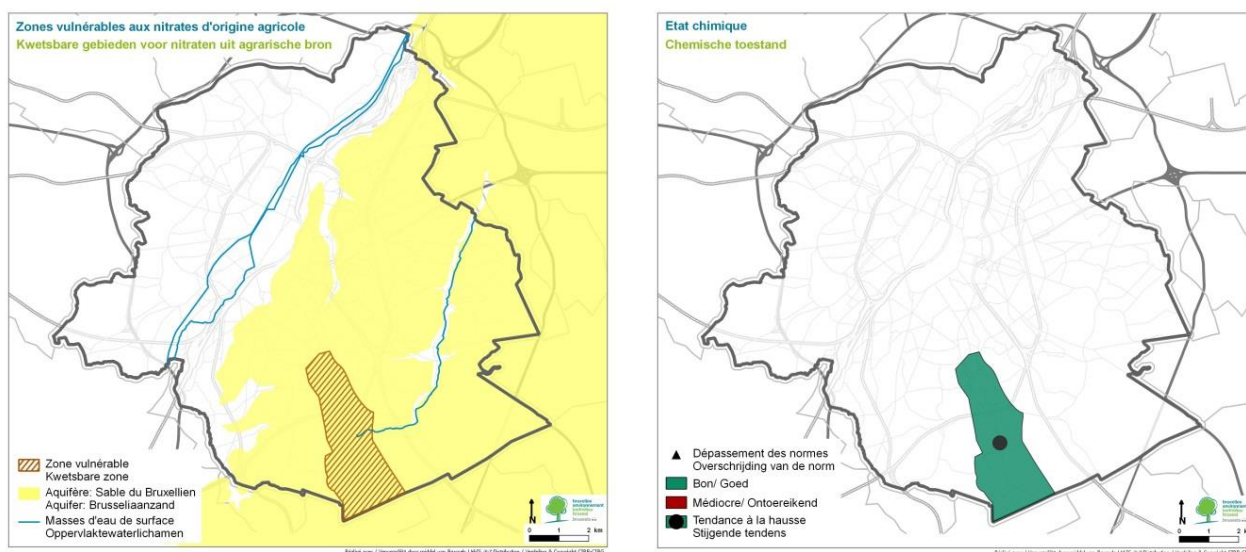 Zones vulnérables aux nitrates d'origine agricole
Kwetsbare gebieden voor nitraten uit agrarische bron
Zone vulnérable
Kwetsbare zone
Aquifère: Sable du Bruxellien
Aquifer: Brusseliaanzand
Masses d'eau de surface
Oppervlaktewaterlichamen
N
0 1 2 km
Etat chimique
Chemische toestand
Dépassement des normes
Overschrijding van de norm
Bon/ Goed
Médiocre/ Ontoereikend
Tendance à la hausse
Stijgende tendens
N
0 1 2 km